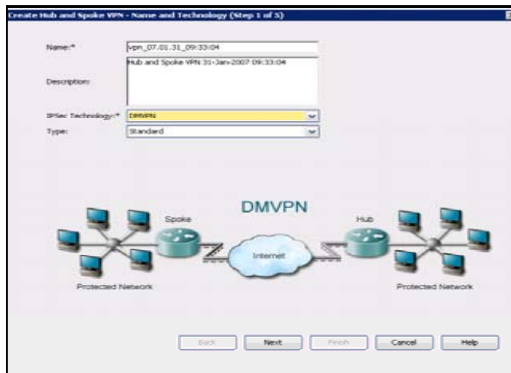 Create Hub and Spoke VPN - Name and Technology (Step 1 of 5)
Name:* vpn_07.01.31_09:33:04
Description: Hub and Spoke VPN 31-Jan-2007 09:33:04
IPSec Technology:* DMVPN
Type: Standard
DMVPN
Spoke
Hub
Internet
Protected Network
Protected Network
Back Next Finish Cancel Help